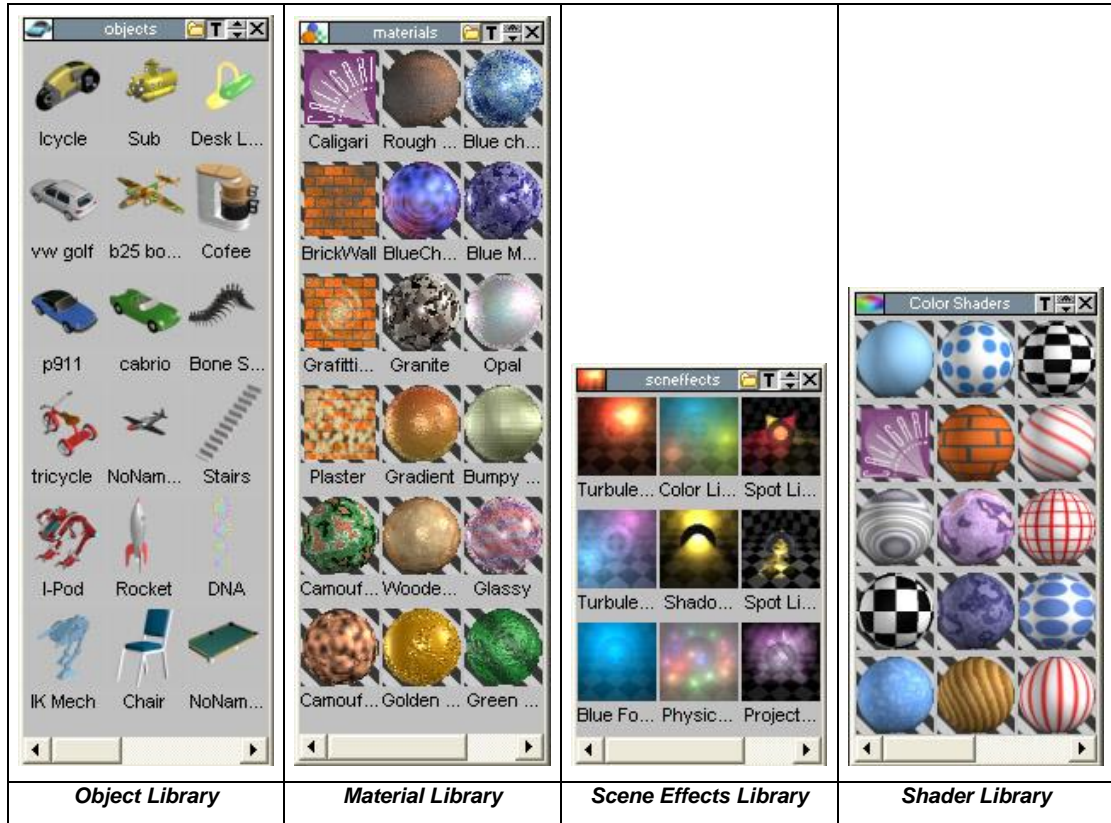 objects T
Icycle Sub Desk L...
vw golf b25 bo... Cofee
p911 cabrio Bone S...
tricycle NoNam... Stairs
I-Pod Rocket DNA
IK Mech Chair NoNam...
Object Library
materials T
CALIGARI
Caligari Rough ... Blue ch...
BrickWall BlueCh... Blue M...
Grafitti... Granite Opal
Plaster Gradient Bumpy ...
Camouf... Woode... Glassy
Camouf... Golden ... Green ...
Material Library
scneffects T
Turbule... Color Li... Spot Li...
Turbule... Shado... Spot Li...
Blue Fo... Physic... Project...
Scene Effects Library
Color Shaders T
CALIGARI
Shader Library